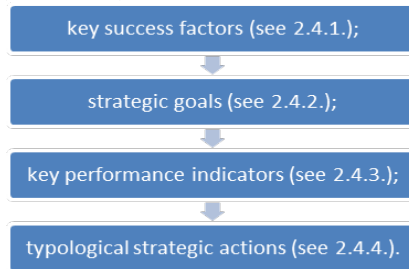 key success factors (see 2.4.1.);
strategic goals (see 2.4.2.);
key performance indicators (see 2.4.3.);
typological strategic actions (see 2.4.4.).